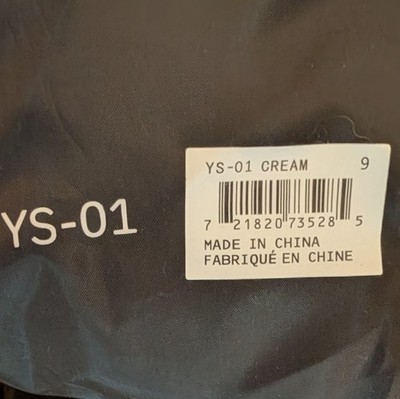 YS-01
YS-01 CREAM 9
7 21820 73528 5
MADE IN CHINA
FABRIQUÉ EN CHINE